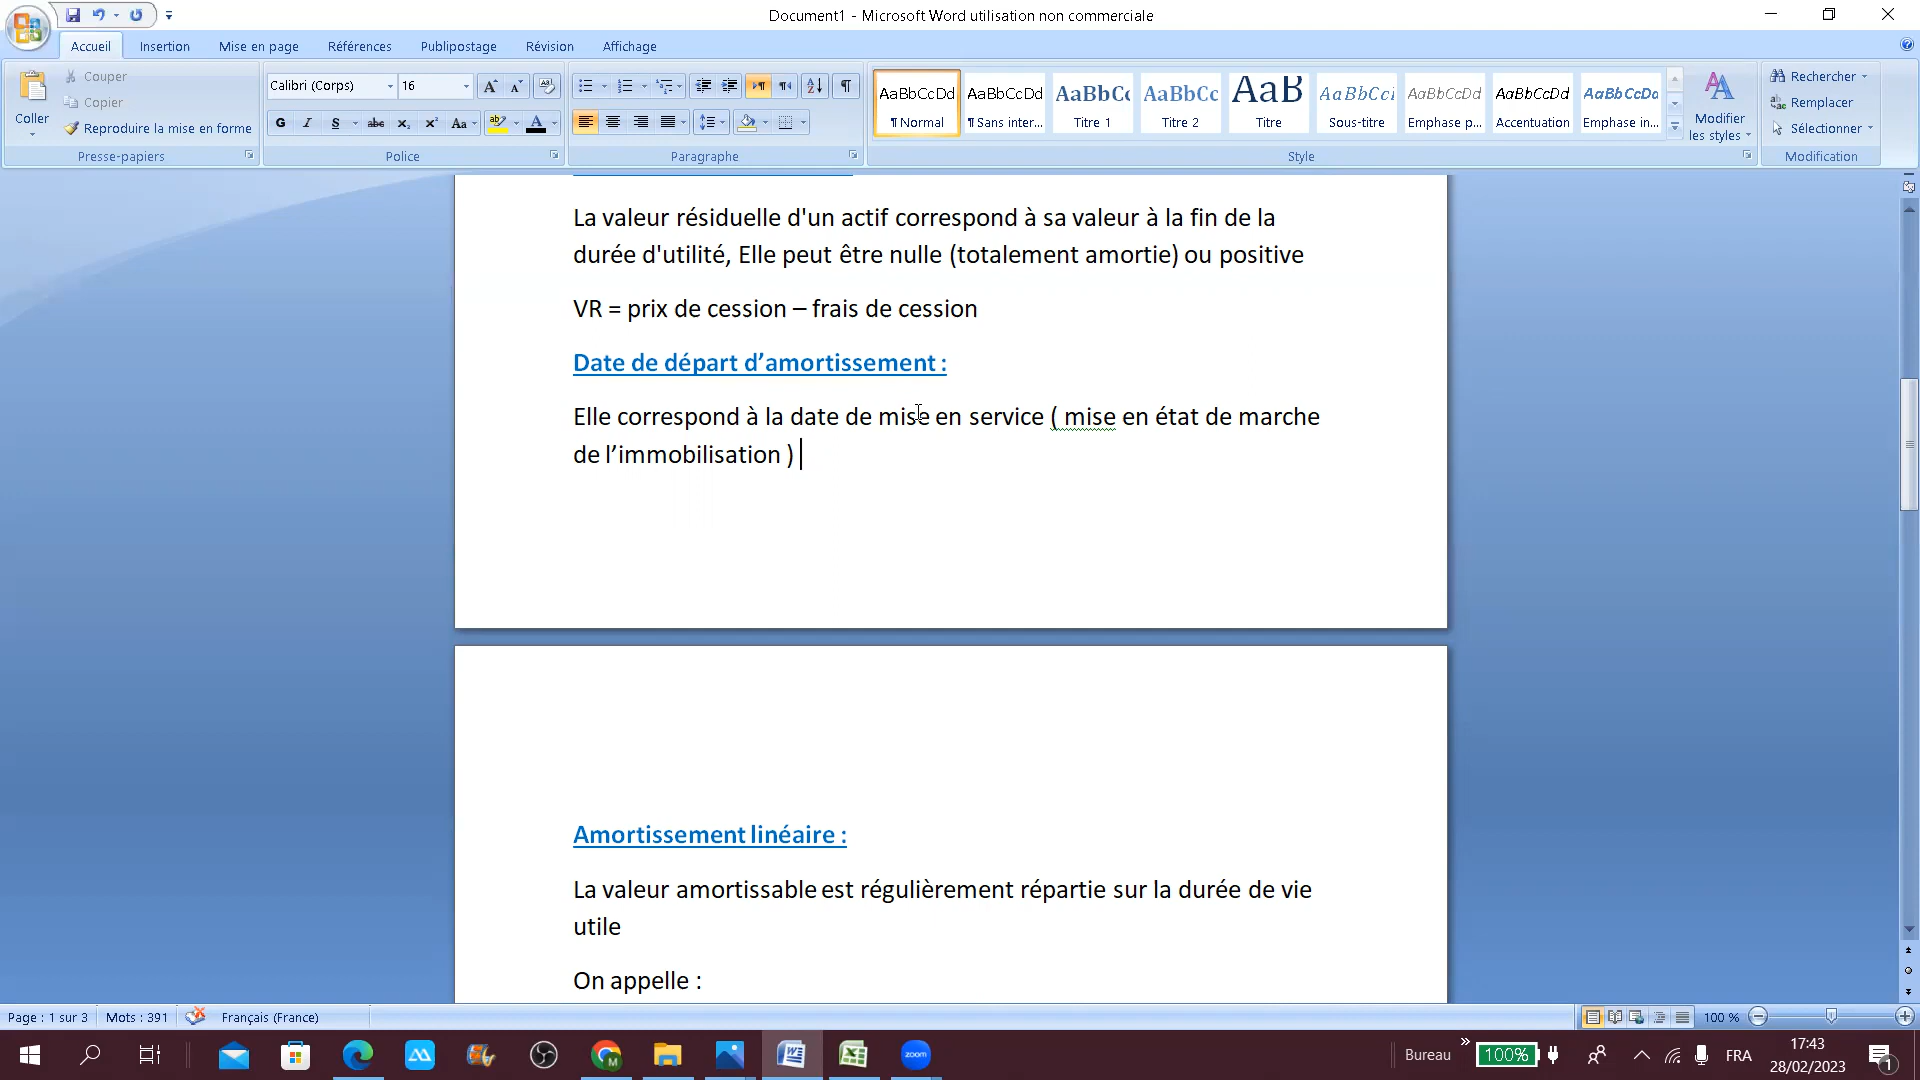 Document1 - Microsoft Word utilisation non commerciale
Accueil Insertion Mise en page Références Publipostage Révision Affichage
Coller
Couper
Copier
Reproduire la mise en forme
Presse-papiers
Calibri (Corps) 16
G I S abc x₂ x² Aa
Police
Paragraphe
AaBbCcDd AaBbCcDd AaBbCc AaBbCc AaB AaBbCcI AaBbCcDd AaBbCcDd AaBbCcDd
¶ Normal ¶ Sans inter... Titre 1 Titre 2 Titre Sous-titre Emphase p... Accentuation Emphase in...
Style
Modifier
les styles
Rechercher
Remplacer
Sélectionner
Modification
La valeur résiduelle d'un actif correspond à sa valeur à la fin de la
durée d'utilité, Elle peut être nulle (totalement amortie) ou positive
VR = prix de cession – frais de cession
Date de départ d’amortissement :
Elle correspond à la date de mise en service ( mise en état de marche
de l’immobilisation )
Amortissement linéaire :
La valeur amortissable est régulièrement répartie sur la durée de vie
utile
On appelle :
Page : 1 sur 3 Mots : 391 Français (France) 100 %
zoom
Bureau » 100% FRA 17:43
28/02/2023
1